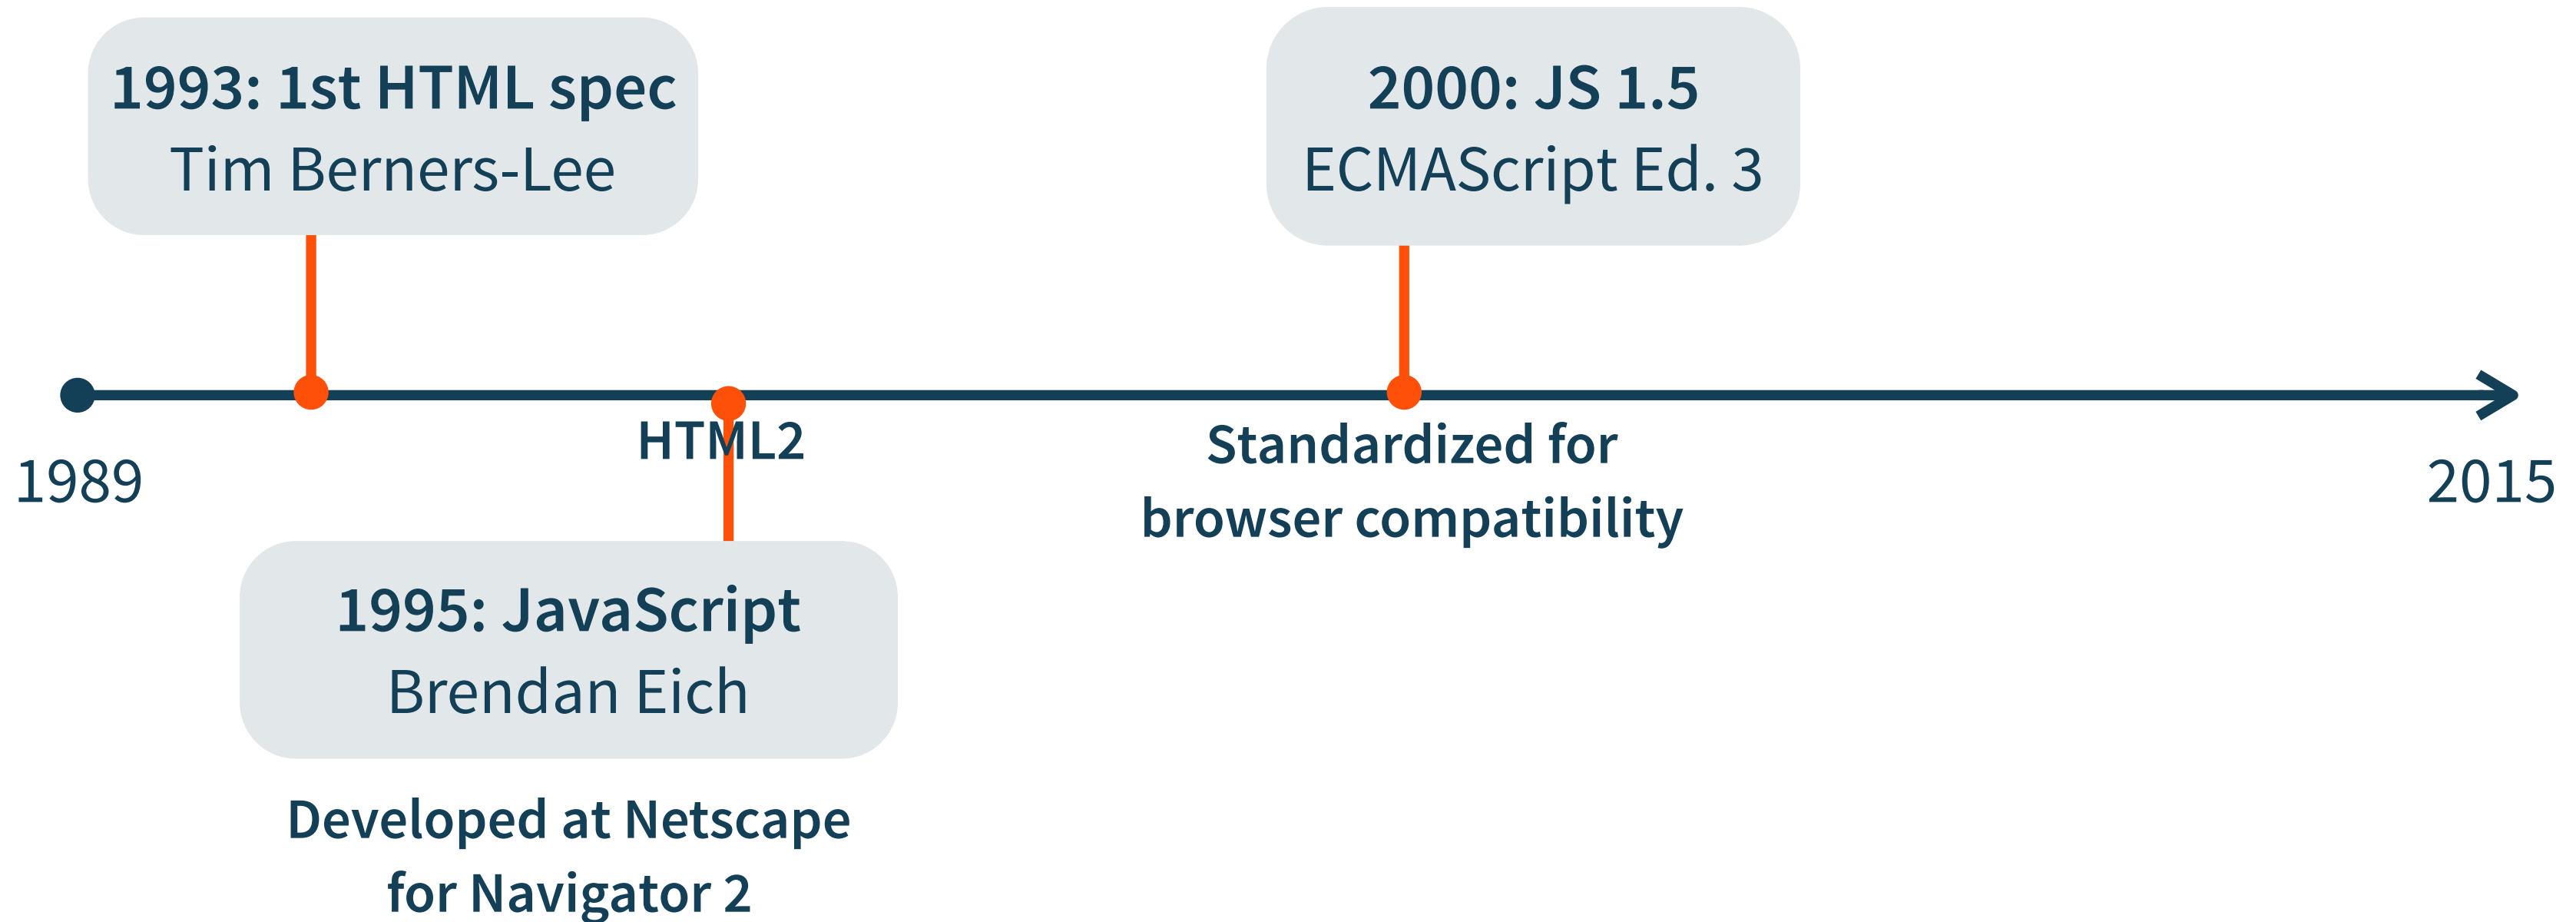 1993: 1st HTML spec
Tim Berners-Lee
2000: JS 1.5
ECMAScript Ed. 3
HTML2
Standardized for
browser compatibility
1989
2015
1995: JavaScript
Brendan Eich
Developed at Netscape
for Navigator 2